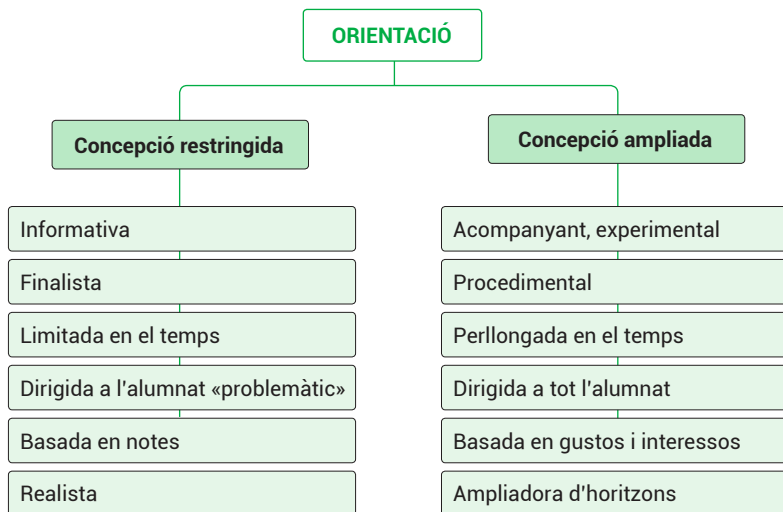 ORIENTACIÓ
Concepció restringida
Informativa
Finalista
Limitada en el temps
Dirigida a l'alumnat «problemàtic»
Basada en notes
Realista
Concepció ampliada
Acompanyant, experimental
Procedimental
Perllongada en el temps
Dirigida a tot l'alumnat
Basada en gustos i interessos
Ampliadora d'horitzons